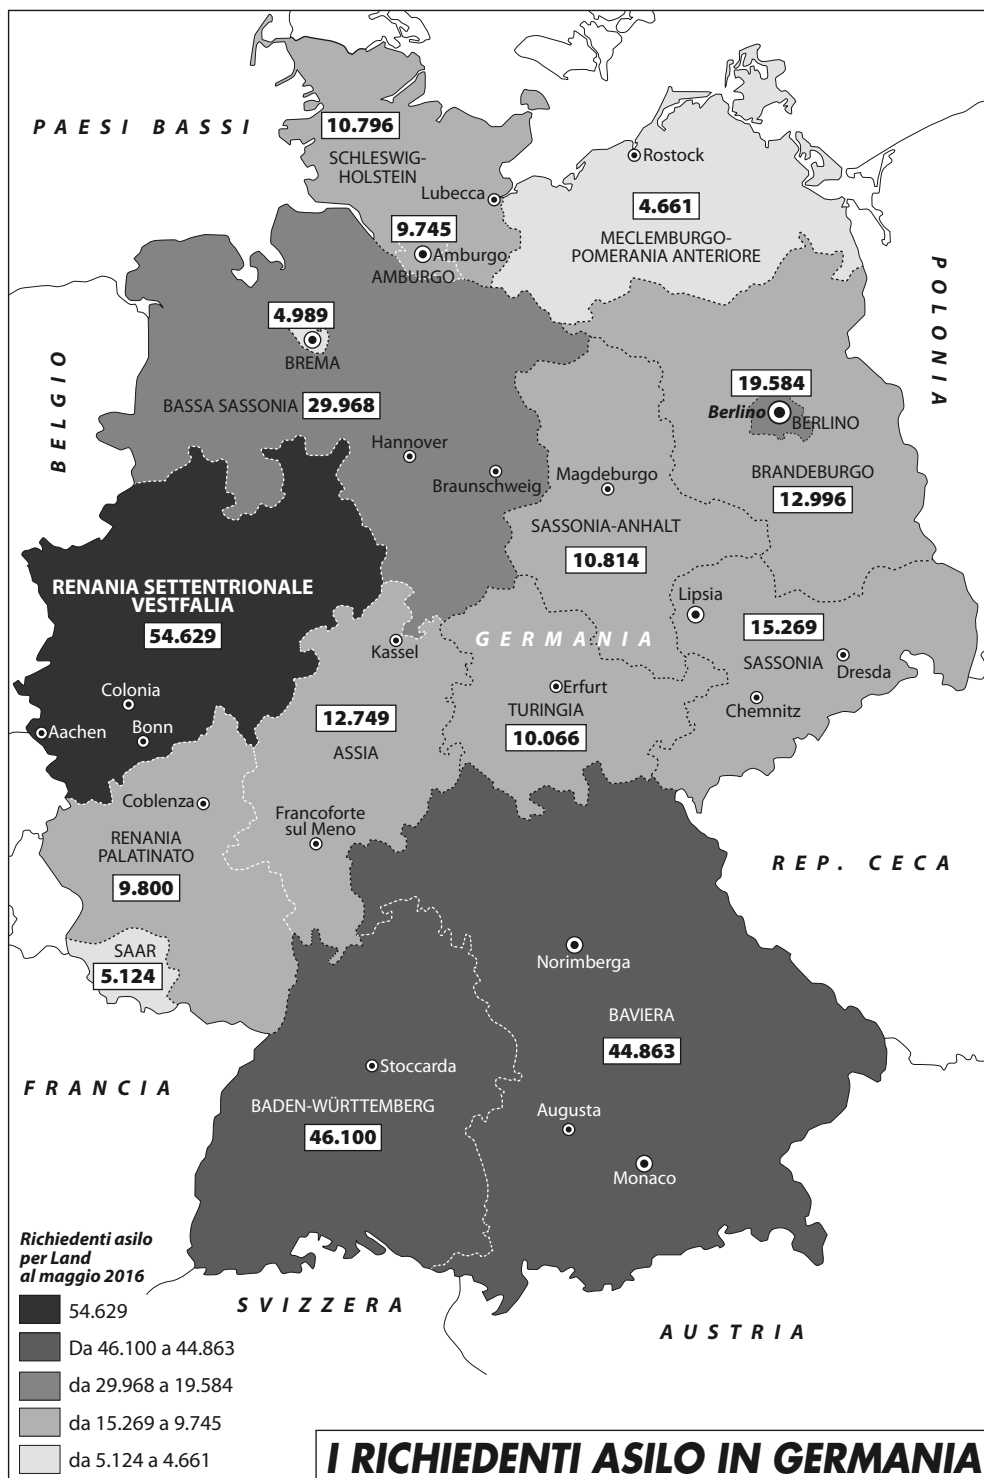 PAESI BASSI
10.796
SCHLESWIG-
HOLSTEIN
Lubecca
Rostock
4.661
MECLEMBURGO-
POMERANIA ANTERIORE
9.745
Amburgo
AMBURGO
POLONIA
BELGIO
4.989
BREMA
BASSA SASSONIA 29.968
Hannover
Braunschweig
19.584
Berlino
BERLINO
BRANDEBURGO
12.996
Magdeburgo
SASSONIA-ANHALT
10.814
RENANIA SETTENTRIONALE
VESTFALIA
54.629
Colonia
Aachen
Bonn
Kassel
GERMANIA
Lipsia
15.269
SASSONIA
Dresda
Chemnitz
Erfurt
TURINGIA
10.066
12.749
ASSIA
Coblenza
Francoforte
sul Meno
RENANIA
PALATINATO
9.800
SAAR
5.124
REP. CECA
Norimberga
BAVIERA
44.863
FRANCIA
Stoccarda
BADEN-WÜRTTEMBERG
46.100
Augusta
Monaco
SVIZZERA
AUSTRIA
Richiedenti asilo
per Land
al maggio 2016
54.629
Da 46.100 a 44.863
da 29.968 a 19.584
da 15.269 a 9.745
da 5.124 a 4.661
I RICHIEDENTI ASILO IN GERMANIA